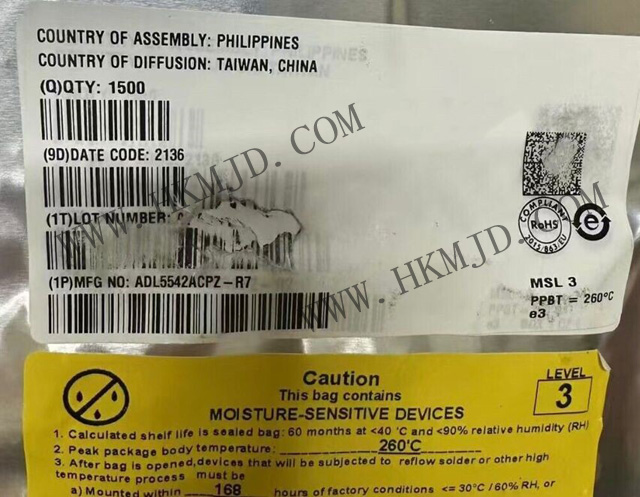 COUNTRY OF ASSEMBLY: PHILIPPINES
COUNTRY OF DIFFUSION: TAIWAN, CHINA
(Q)QTY: 1500
(9D)DATE CODE: 2136
(1T)LOT NUMBER:
(1P)MFG NO: ADL5542ACPZ-R7
COMPLIANT
RoHS
2015/863/EU
e
MSL 3
PPBT = 260°C
e3
WWW.HKMJD.COM
WWW.HKMJD.COM
Caution
This bag contains
MOISTURE-SENSITIVE DEVICES
LEVEL
3
1. Calculated shelf life is sealed bag: 60 months at <40 °C and <90% relative humidity (RH)
2. Peak package body temperature: 260°C
3. After bag is opened, devices that will be subjected to reflow solder or other high
temperature process must be
a) Mounted within 168 hours of factory conditions <= 30°C / 60% RH, or